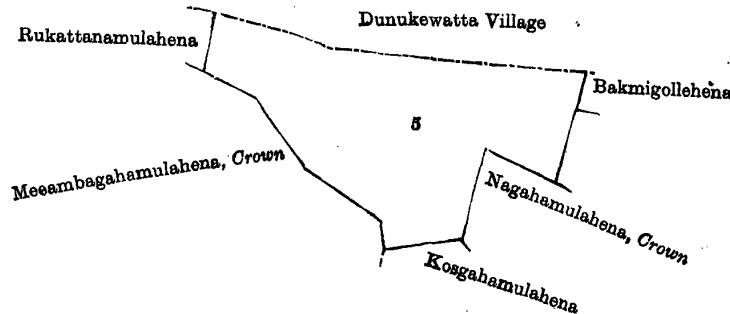 Dunukewatta Village
Rukattanamulahena
Bakmigollehena
5
Meeambagahamulahena, Crown
Nagahamulahena, Crown
Kosgahamulahena